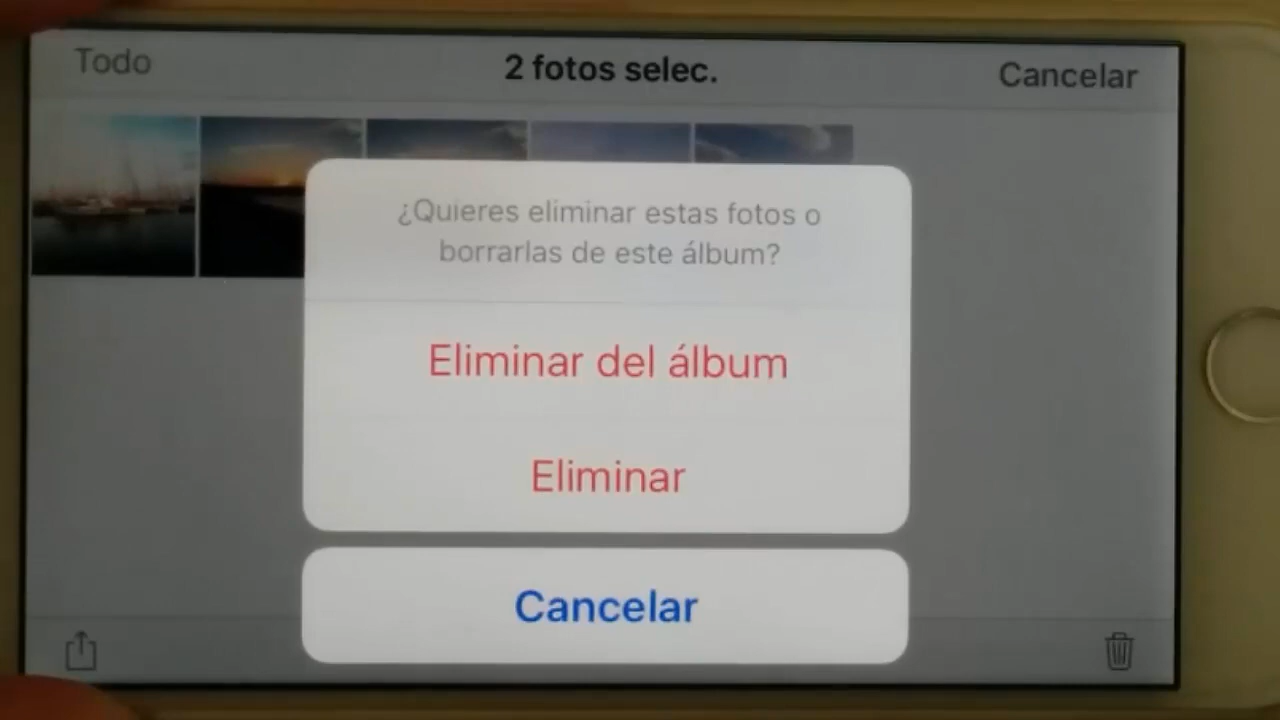 Todo
2 fotos selec.
Cancelar
¿Quieres eliminar estas fotos o
borrarlas de este álbum?
Eliminar del álbum
Eliminar
Cancelar